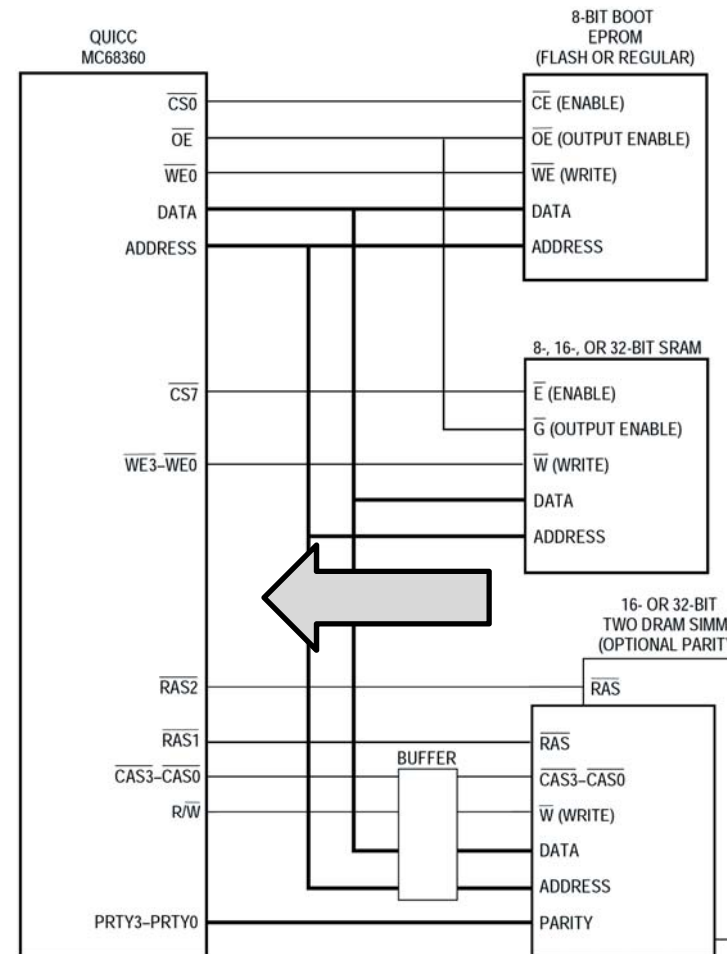 QUICC
MC68360
CS0
OE
WE0
DATA
ADDRESS
CS7
WE3–WE0
RAS2
RAS1
CAS3–CAS0
R/W
PRTY3–PRTY0
8-BIT BOOT
EPROM
(FLASH OR REGULAR)
CE (ENABLE)
OE (OUTPUT ENABLE)
WE (WRITE)
DATA
ADDRESS
8-, 16-, OR 32-BIT SRAM
E (ENABLE)
G (OUTPUT ENABLE)
W (WRITE)
DATA
ADDRESS
16- OR 32-BIT
TWO DRAM SIMM
(OPTIONAL PARIT
RAS
BUFFER
RAS
CAS3–CAS0
W (WRITE)
DATA
ADDRESS
PARITY